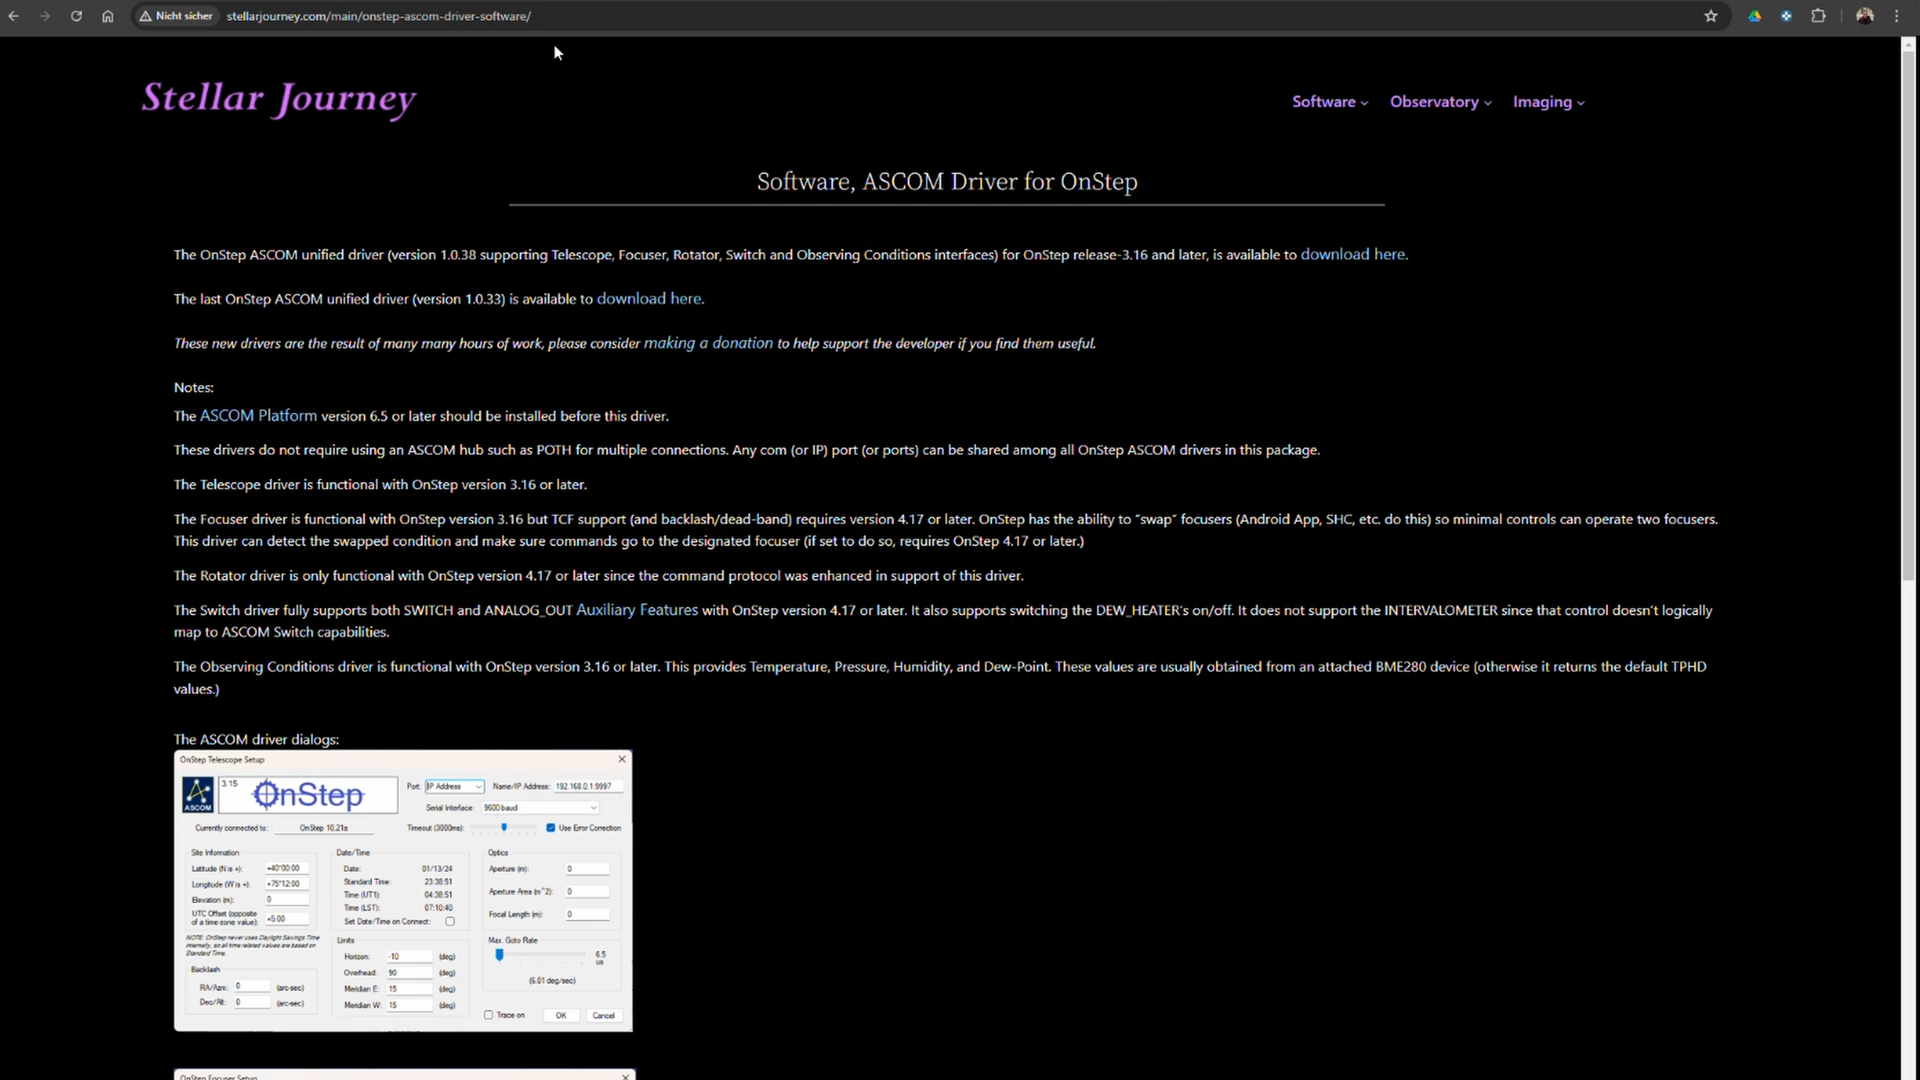 Nicht sicher stellarjourney.com/main/onstep-ascom-driver-software/
Stellar Journey
Software Observatory Imaging
Software, ASCOM Driver for OnStep
The OnStep ASCOM unified driver (version 1.0.38 supporting Telescope, Focuser, Rotator, Switch and Observing Conditions interfaces) for OnStep release-3.16 and later, is available to download here.
The last OnStep ASCOM unified driver (version 1.0.33) is available to download here.
These new drivers are the result of many many hours of work, please consider making a donation to help support the developer if you find them useful.
Notes:
The ASCOM Platform version 6.5 or later should be installed before this driver.
These drivers do not require using an ASCOM hub such as POTH for multiple connections. Any com (or IP) port (or ports) can be shared among all OnStep ASCOM drivers in this package.
The Telescope driver is functional with OnStep version 3.16 or later.
The Focuser driver is functional with OnStep version 3.16 but TCF support (and backlash/dead-band) requires version 4.17 or later. OnStep has the ability to “swap” focusers (Android App, SHC, etc. do this) so minimal controls can operate two focusers.
This driver can detect the swapped condition and make sure commands go to the designated focuser (if set to do so, requires OnStep 4.17 or later.)
The Rotator driver is only functional with OnStep version 4.17 or later since the command protocol was enhanced in support of this driver.
The Switch driver fully supports both SWITCH and ANALOG_OUT Auxiliary Features with OnStep version 4.17 or later. It also supports switching the DEW_HEATER’s on/off. It does not support the INTERVALOMETER since that control doesn’t logically
map to ASCOM Switch capabilities.
The Observing Conditions driver is functional with OnStep version 3.16 or later. This provides Temperature, Pressure, Humidity, and Dew-Point. These values are usually obtained from an attached BME280 device (otherwise it returns the default TPHD
values.)
The ASCOM driver dialogs:
OnStep Telescope Setup
ASCOM
3.15
OnStep
Port: IP Address Name/IP Address: 192.168.0.1:9997
Serial Interface: 9600 baud
Currently connected to: OnStep 10.21a
Timeout (3000ms): Use Error Correction
Site Information
Latitude (N is +): +40*00:00
Longitude (W is +): +75*12:00
Elevation (m): 0
UTC Offset (opposite
of a time-zone value): +5:00
NOTE: OnStep never uses Daylight Savings Time
internally, so all time related values are based on
Standard Time.
Backlash
RA/Azm: 0 (arc-sec)
Dec/Alt: 0 (arc-sec)
Date/Time
Date: 01/13/24
Standard Time: 23:38:51
Time (UT1): 04:38:51
Time (LST): 07:10:40
Set Date/Time on Connect:
Limits
Horizon: -10 (deg)
Overhead: 90 (deg)
Meridian E: 15 (deg)
Meridian W: 15 (deg)
Optics
Aperture (m): 0
Aperture Area (m^2): 0
Focal Length (m): 0
Max. Goto Rate
6.5
us
(6.01 deg/sec)
Trace on OK Cancel
OnStep Focuser Setup